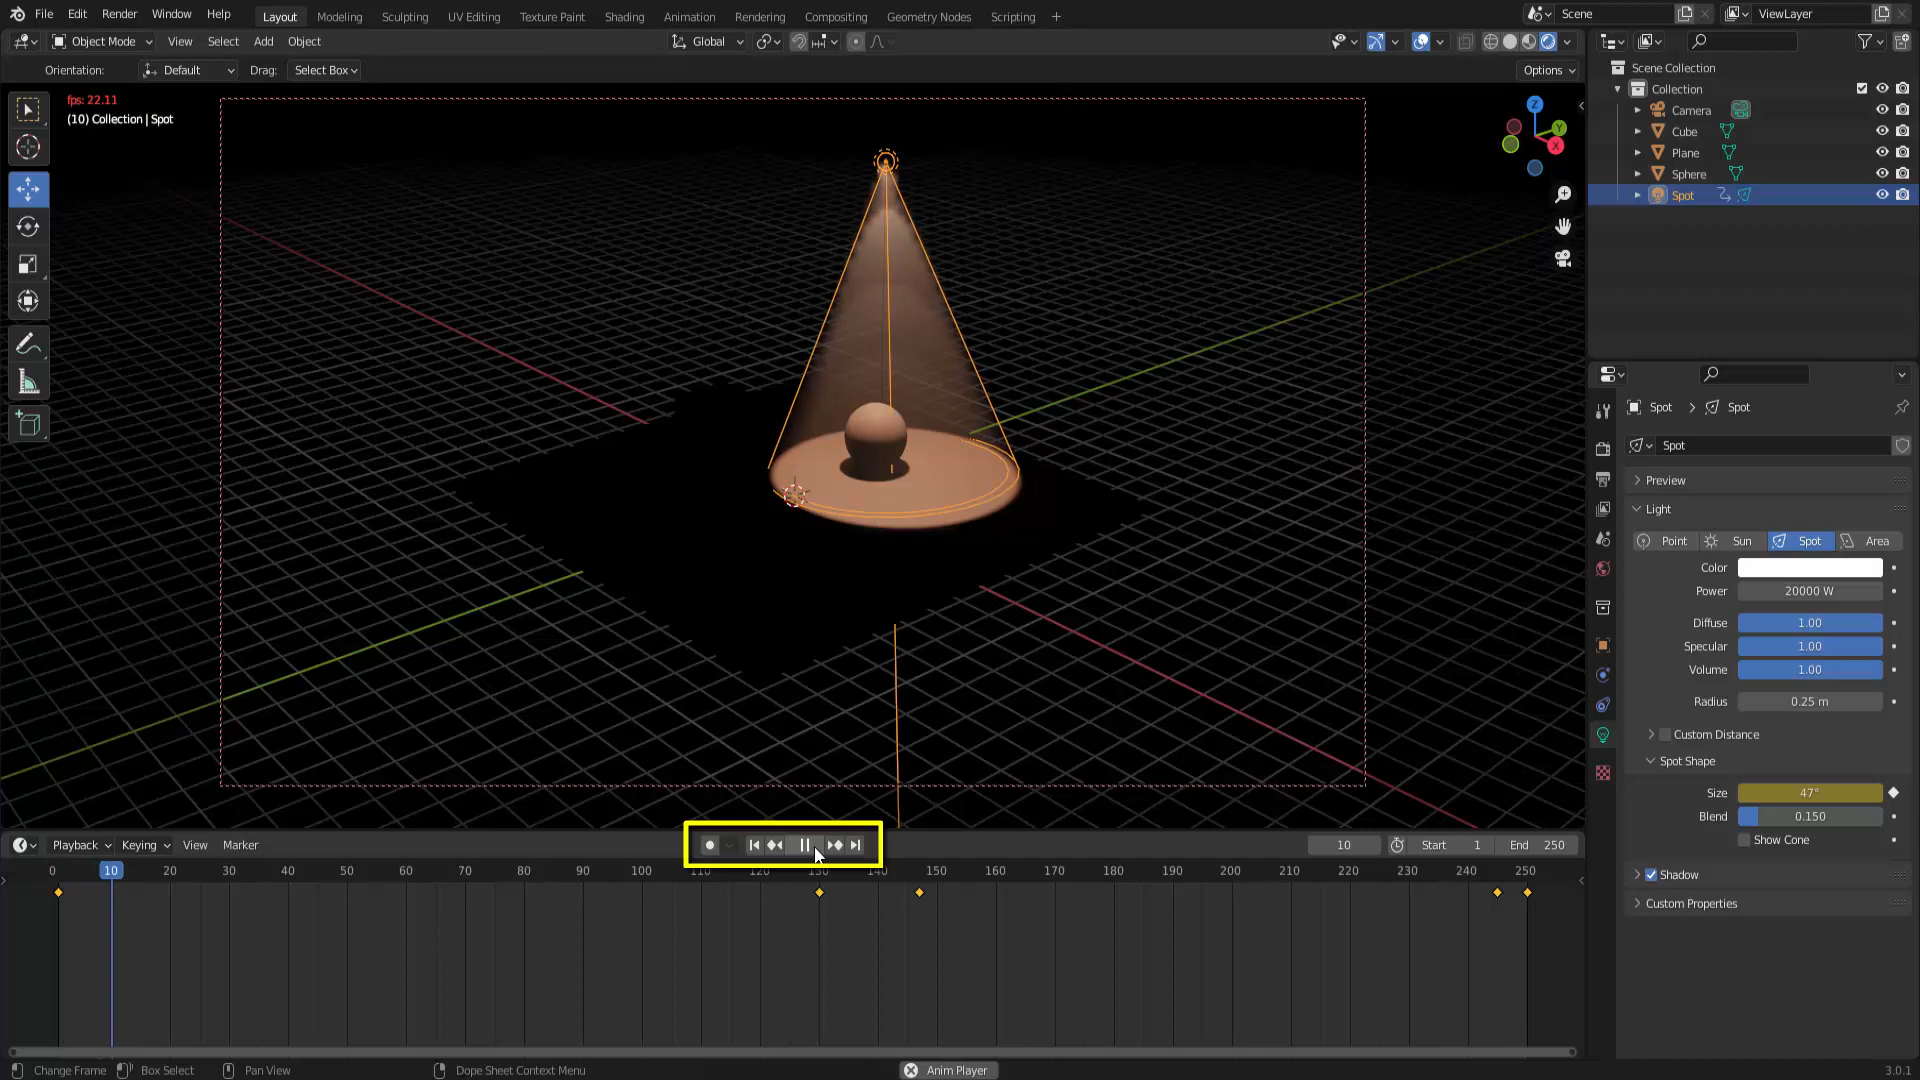 File Edit Render Window Help Layout Modeling Sculpting UV Editing Texture Paint Shading Animation Rendering Compositing Geometry Nodes Scripting + Scene ViewLayer
Object Mode View Select Add Object Global
Orientation: Default Drag: Select Box Options
fps: 22.11
(10) Collection | Spot
Z
Y
X
Scene Collection
Collection
Camera
Cube
Plane
Sphere
Spot
Spot > Spot
Spot
Preview
Light
Point Sun Spot Area
Color
Power 20000 W
Diffuse 1.00
Specular 1.00
Volume 1.00
Radius 0.25 m
Custom Distance
Spot Shape
Size 47°
Blend 0.150
Show Cone
Shadow
Custom Properties
Playback Keying View Marker 10 Start 1 End 250
0 10 20 30 40 50 60 70 80 90 100 110 120 130 140 150 160 170 180 190 200 210 220 230 240 250
Change Frame Box Select Pan View Dope Sheet Context Menu Anim Player 3.0.1